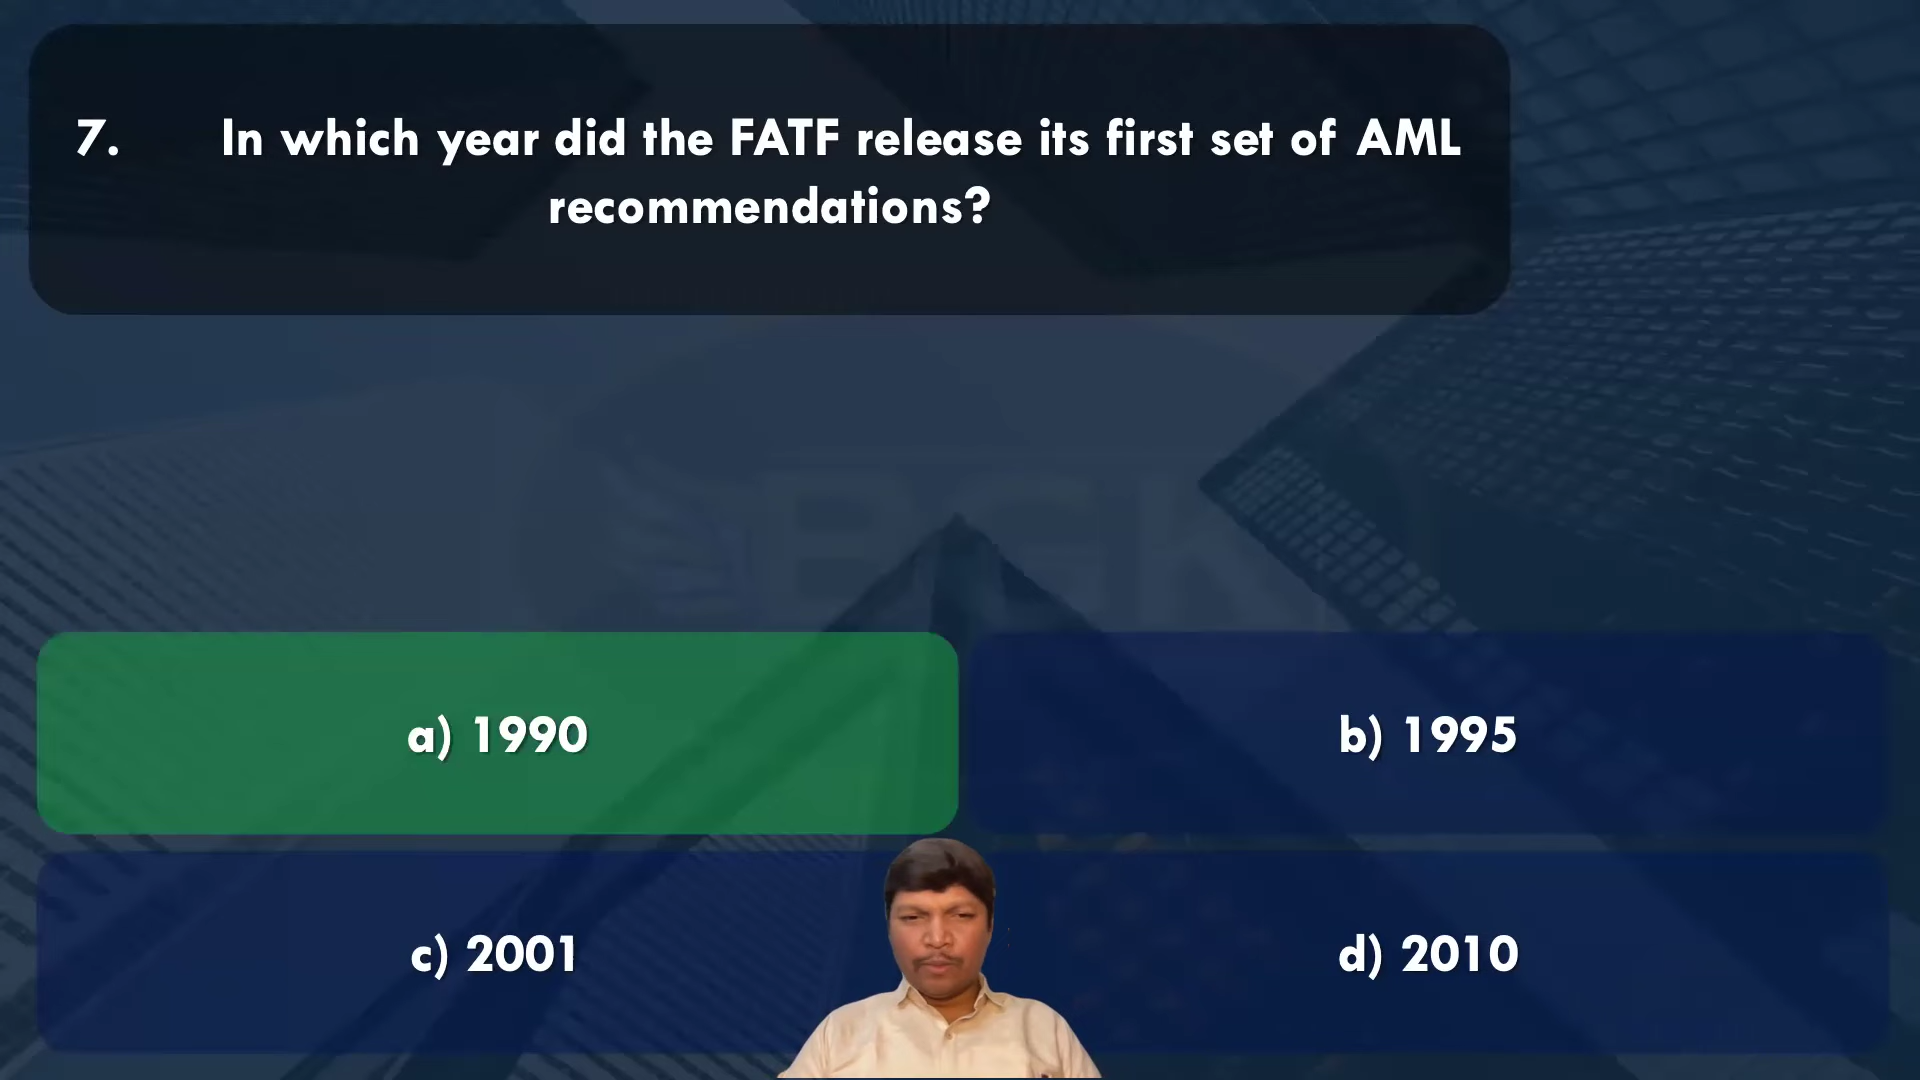 7. In which year did the FATF release its first set of AML
recommendations?
a) 1990
b) 1995
c) 2001
d) 2010